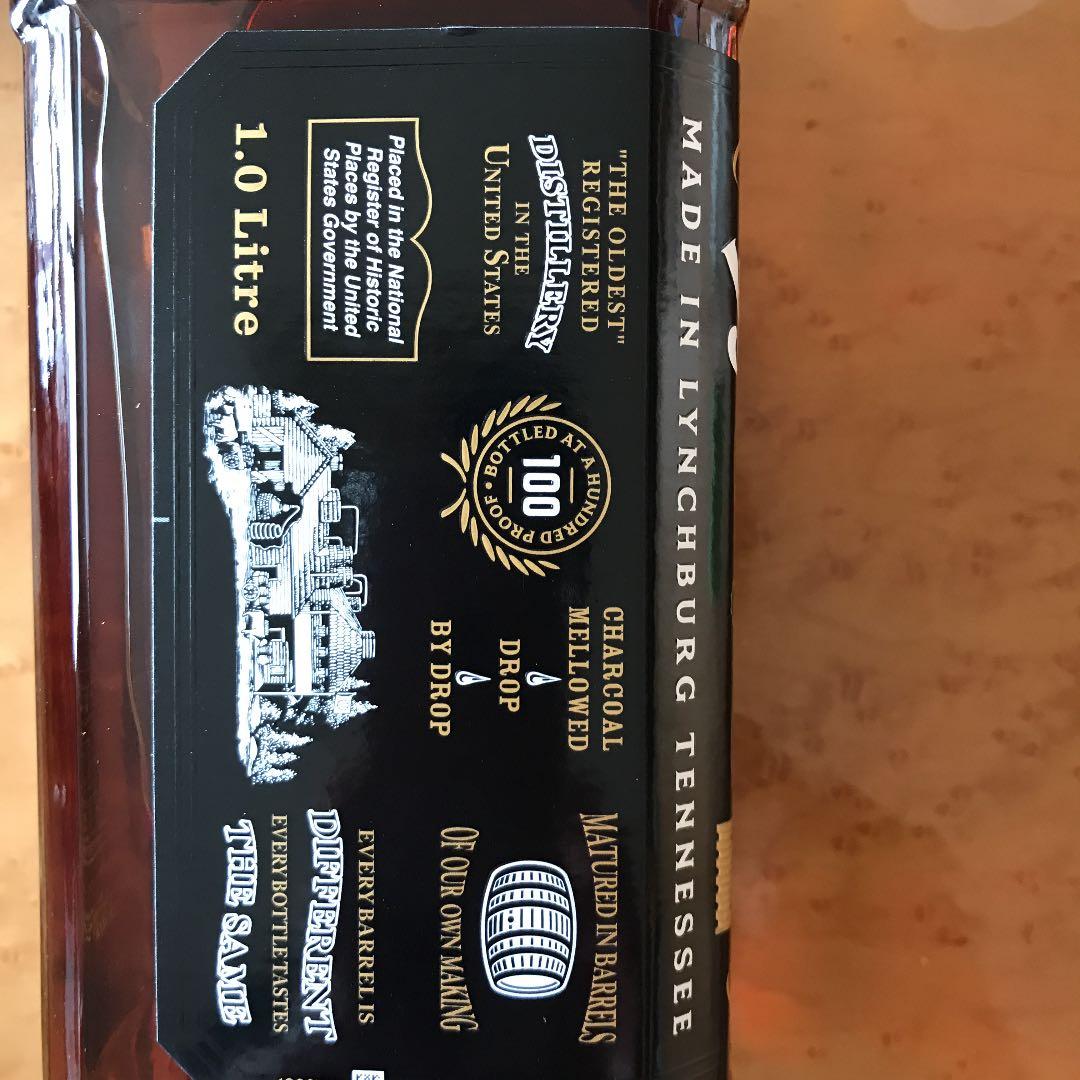 MADE IN LYNCHBURG TENNESSEE
"THE OLDEST"
REGISTERED
DISTILLERY
IN THE
UNITED STATES
Placed in the National
Register of Historic
Places by the United
States Government
1.0 Litre
BOTTLED AT A HUNDRED PROOF •
100
CHARCOAL
MELLOWED
DROP
BY DROP
MATURED IN BARRELS
OF OUR OWN MAKING
EVERY BARREL IS
DIFFERENT
EVERY BOTTLE TASTES
THE SAME